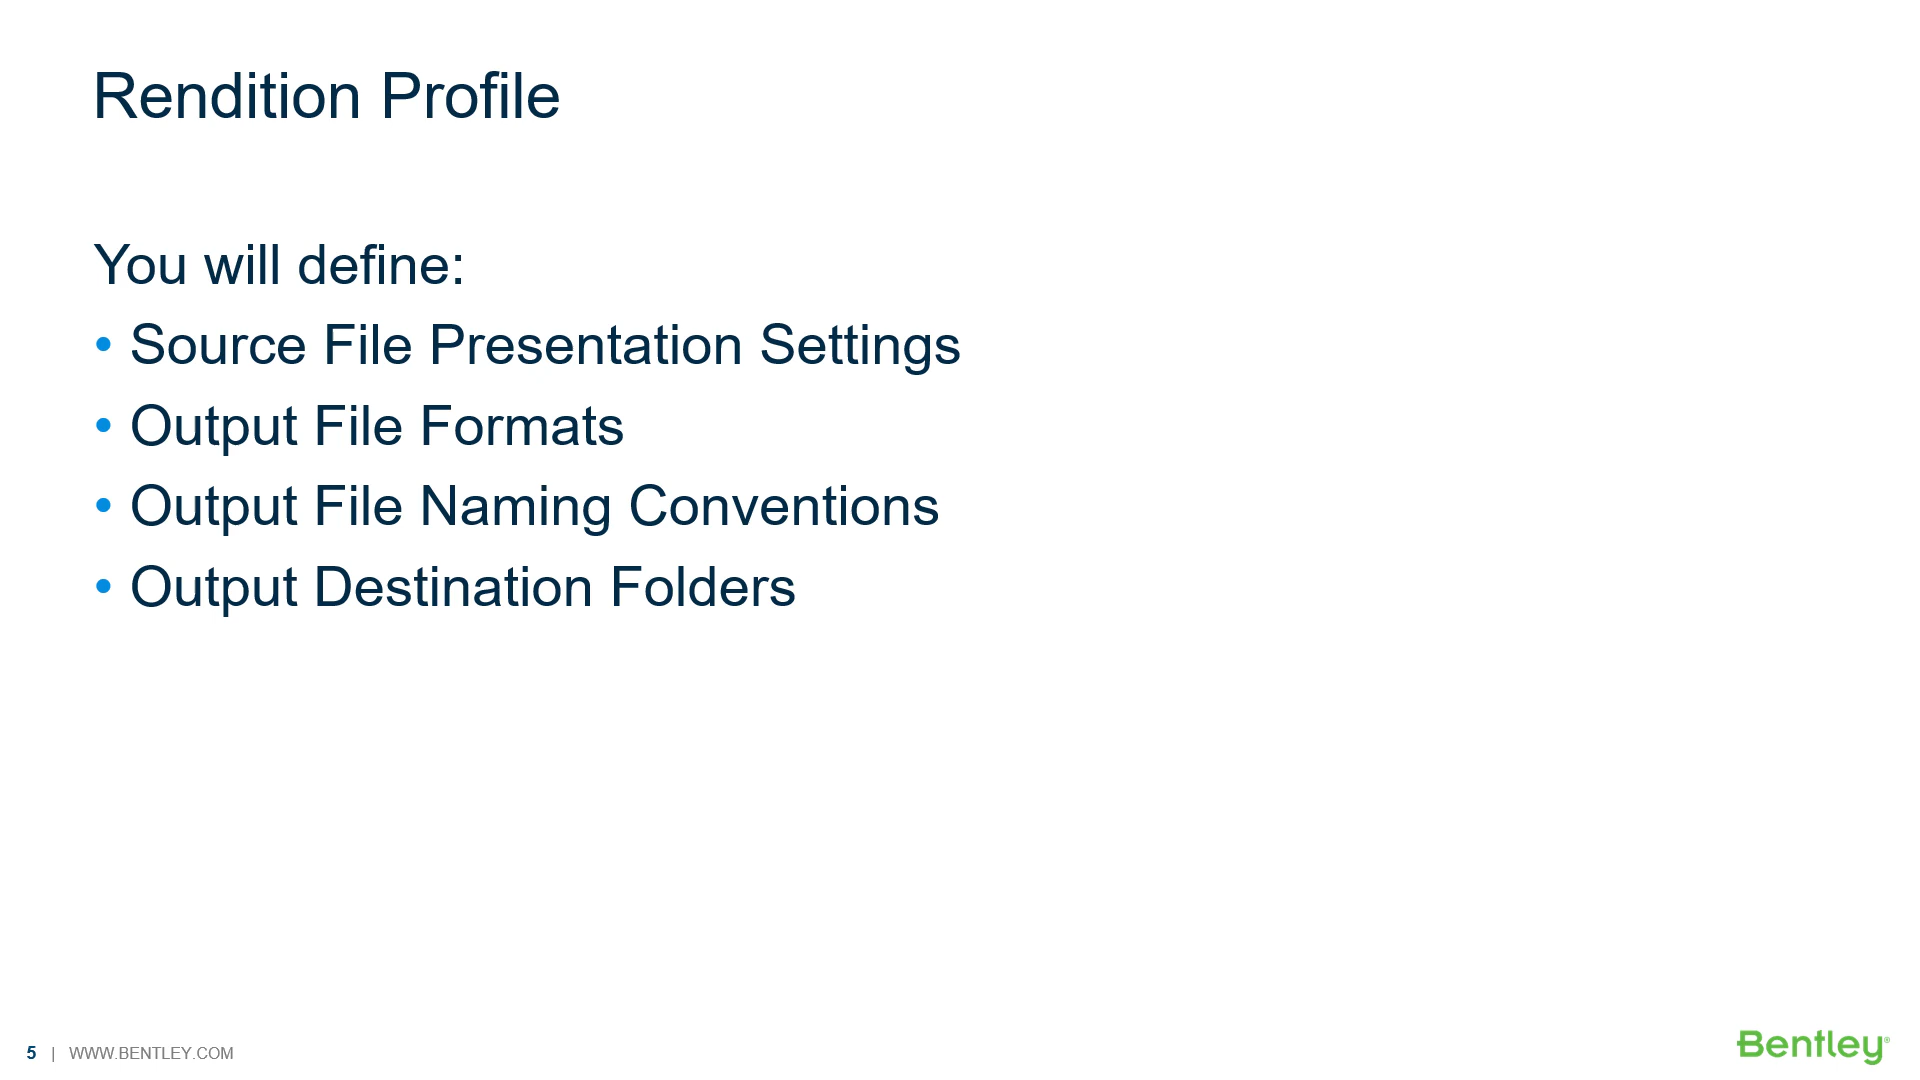 Rendition Profile
You will define:
• Source File Presentation Settings
• Output File Formats
• Output File Naming Conventions
• Output Destination Folders
5 | WWW.BENTLEY.COM
Bentley®